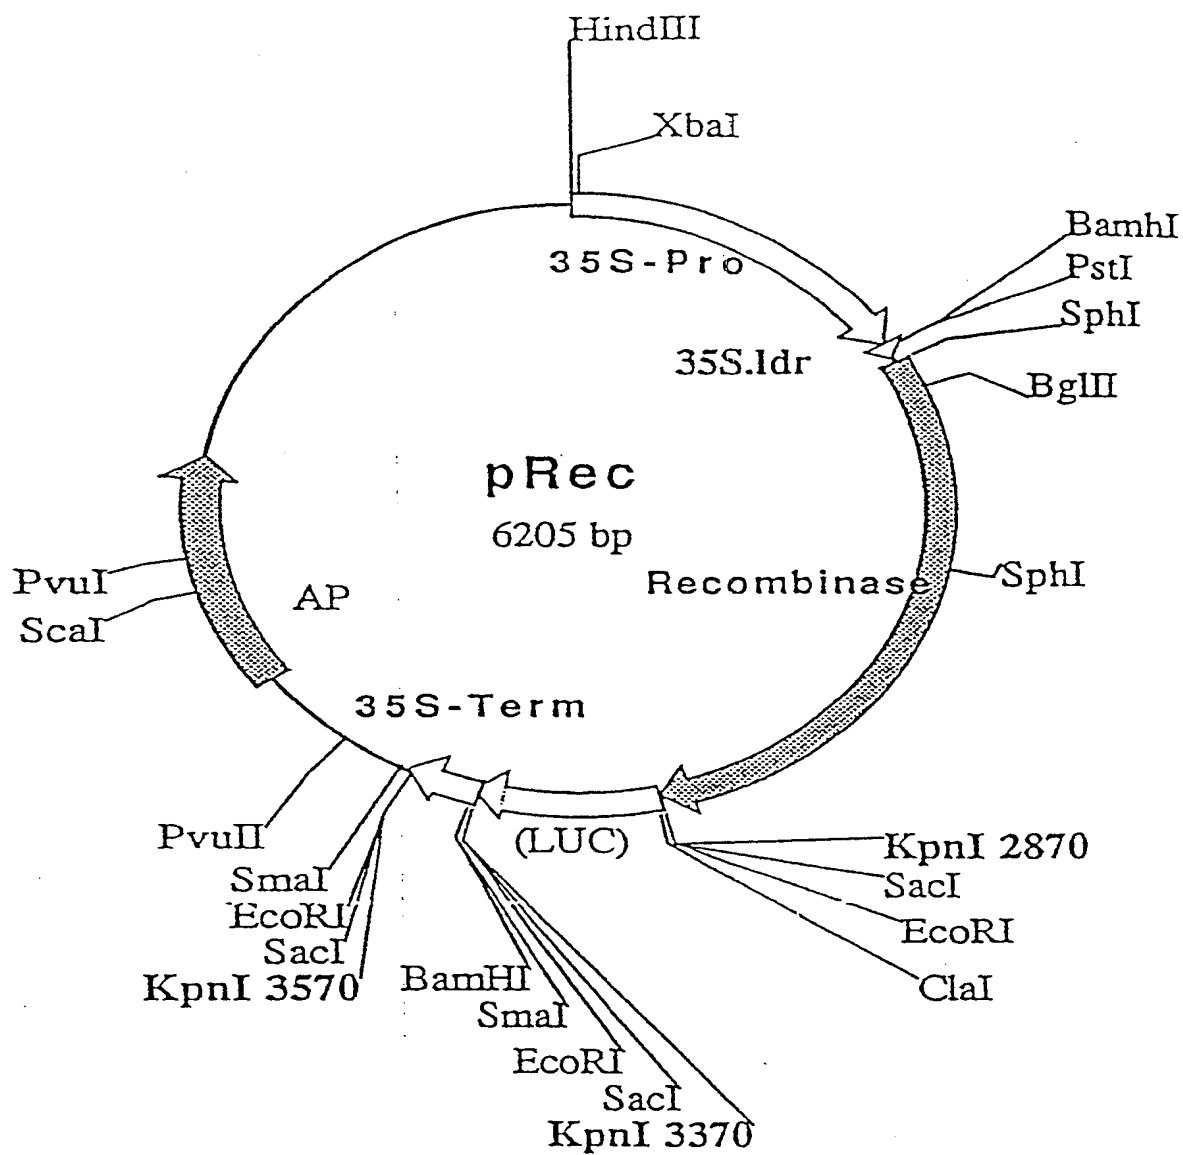 HindIII
XbaI
BamhI
PstI
SphI
BglII
35S-Pro
35S.ldr
pRec
6205 bp
Recombinase
SphI
PvuI
ScaI
AP
35S-Term
(LUC)
PvuII
SmaI
EcoRI
SacI
KpnI 3570
BamHI
SmaI
EcoRI
SacI
KpnI 3370
KpnI 2870
SacI
EcoRI
ClaI